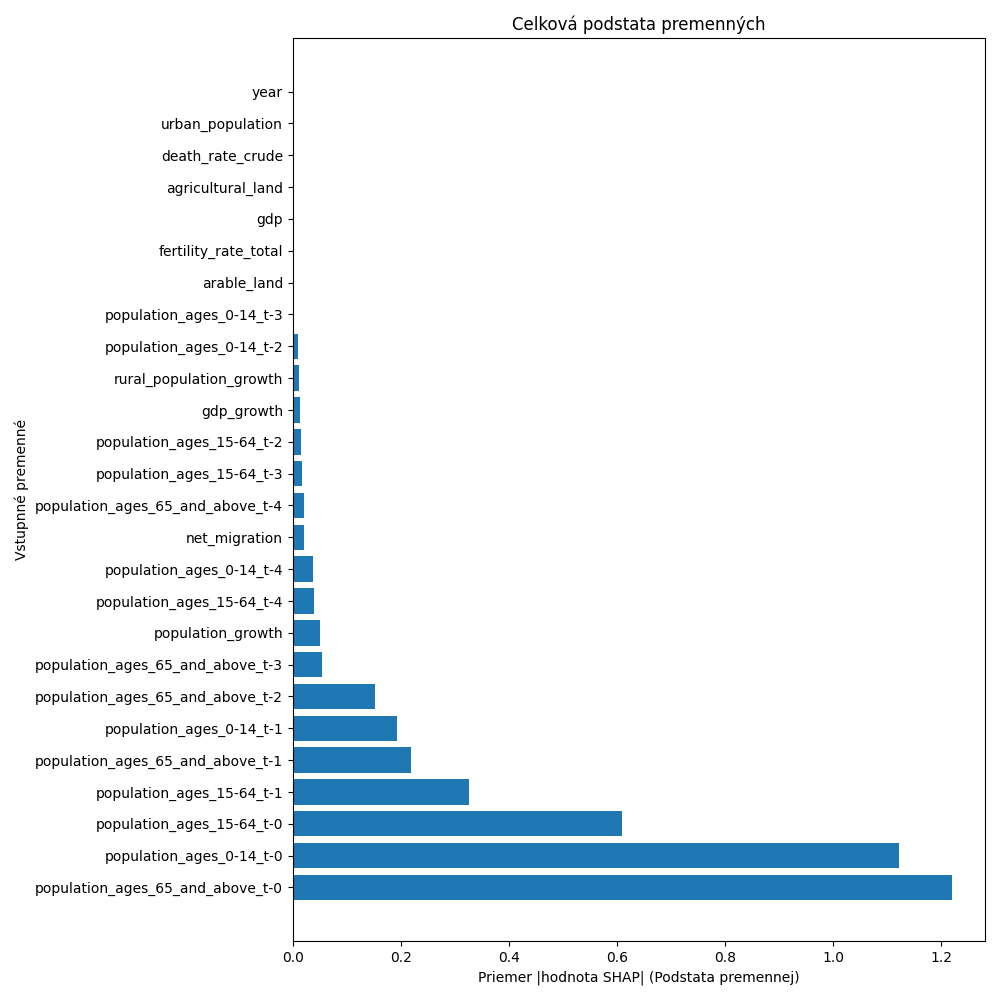 Celková podstata premenných
year
urban_population
death_rate_crude
agricultural_land
gdp
fertility_rate_total
arable_land
population_ages_0-14_t-3
population_ages_0-14_t-2
rural_population_growth
gdp_growth
population_ages_15-64_t-2
population_ages_15-64_t-3
population_ages_65_and_above_t-4
net_migration
population_ages_0-14_t-4
population_ages_15-64_t-4
population_growth
population_ages_65_and_above_t-3
population_ages_65_and_above_t-2
population_ages_0-14_t-1
population_ages_65_and_above_t-1
population_ages_15-64_t-1
population_ages_15-64_t-0
population_ages_0-14_t-0
population_ages_65_and_above_t-0
Vstupnné premenné
0.0 0.2 0.4 0.6 0.8 1.0 1.2
Priemer |hodnota SHAP| (Podstata premennej)